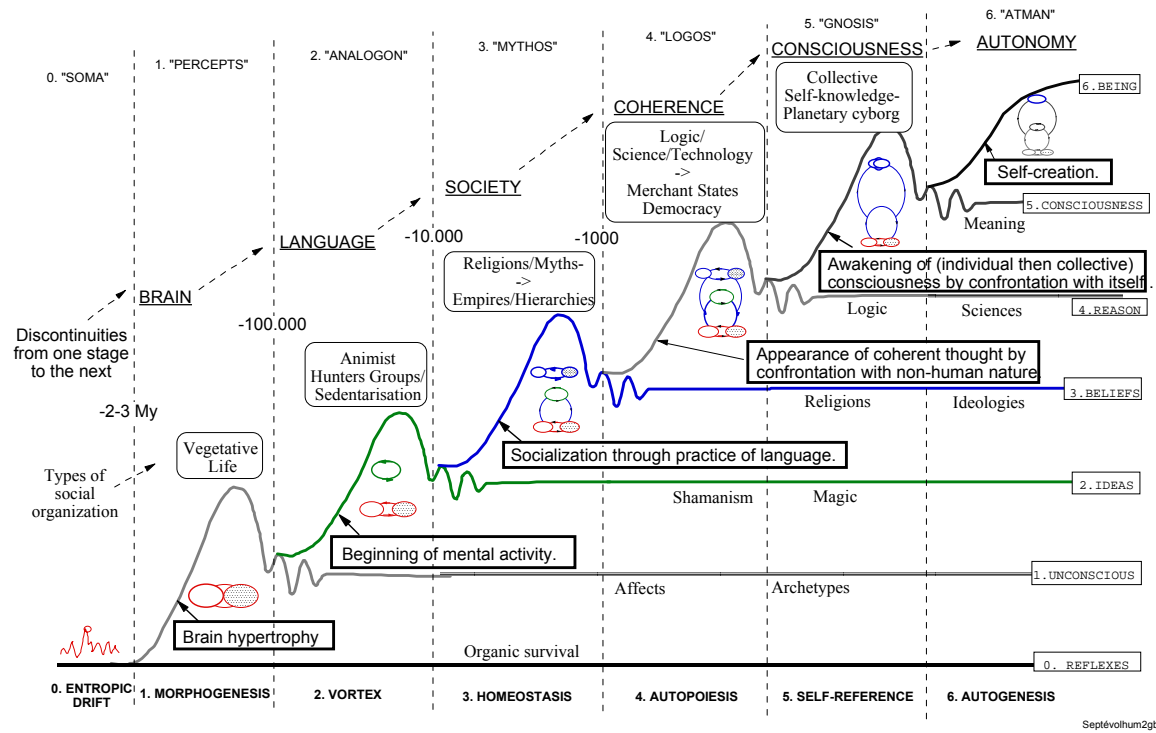 6. "ATMAN"
5. "GNOSIS"
4. "LOGOS"
3. "MYTHOS"
2. "ANALOGON"
1. "PERCEPTS"
0. "SOMA"
CONSCIOUSNESS
AUTONOMY
Collective
Self-knowledge-
Planetary cyborg
6.BEING
COHERENCE
Logic/
Science/Technology
->
Merchant States
Democracy
Self-creation.
SOCIETY
5.CONSCIOUSNESS
Meaning
LANGUAGE
-10.000
-1000
Religions/Myths-
->
Empires/Hierarchies
Awakening of (individual then collective)
consciousness by confrontation with itself.
BRAIN
Logic
Sciences
4.REASON
Discontinuities
from one stage
to the next
-100.000
Animist
Hunters Groups/
Sedentarisation
Appearance of coherent thought by
confrontation with non-human nature.
3.BELIEFS
Religions
Ideologies
-2-3 My
Vegetative
Life
Socialization through practice of language.
Types of
social
organization
2.IDEAS
Shamanism
Magic
Beginning of mental activity.
1.UNCONSCIOUS
Affects
Archetypes
Brain hypertrophy
Organic survival
0. REFLEXES
0. ENTROPIC
DRIFT
1. MORPHOGENESIS
2. VORTEX
3. HOMEOSTASIS
4. AUTOPOIESIS
5. SELF-REFERENCE
6. AUTOGENESIS
Septévolhum2gb